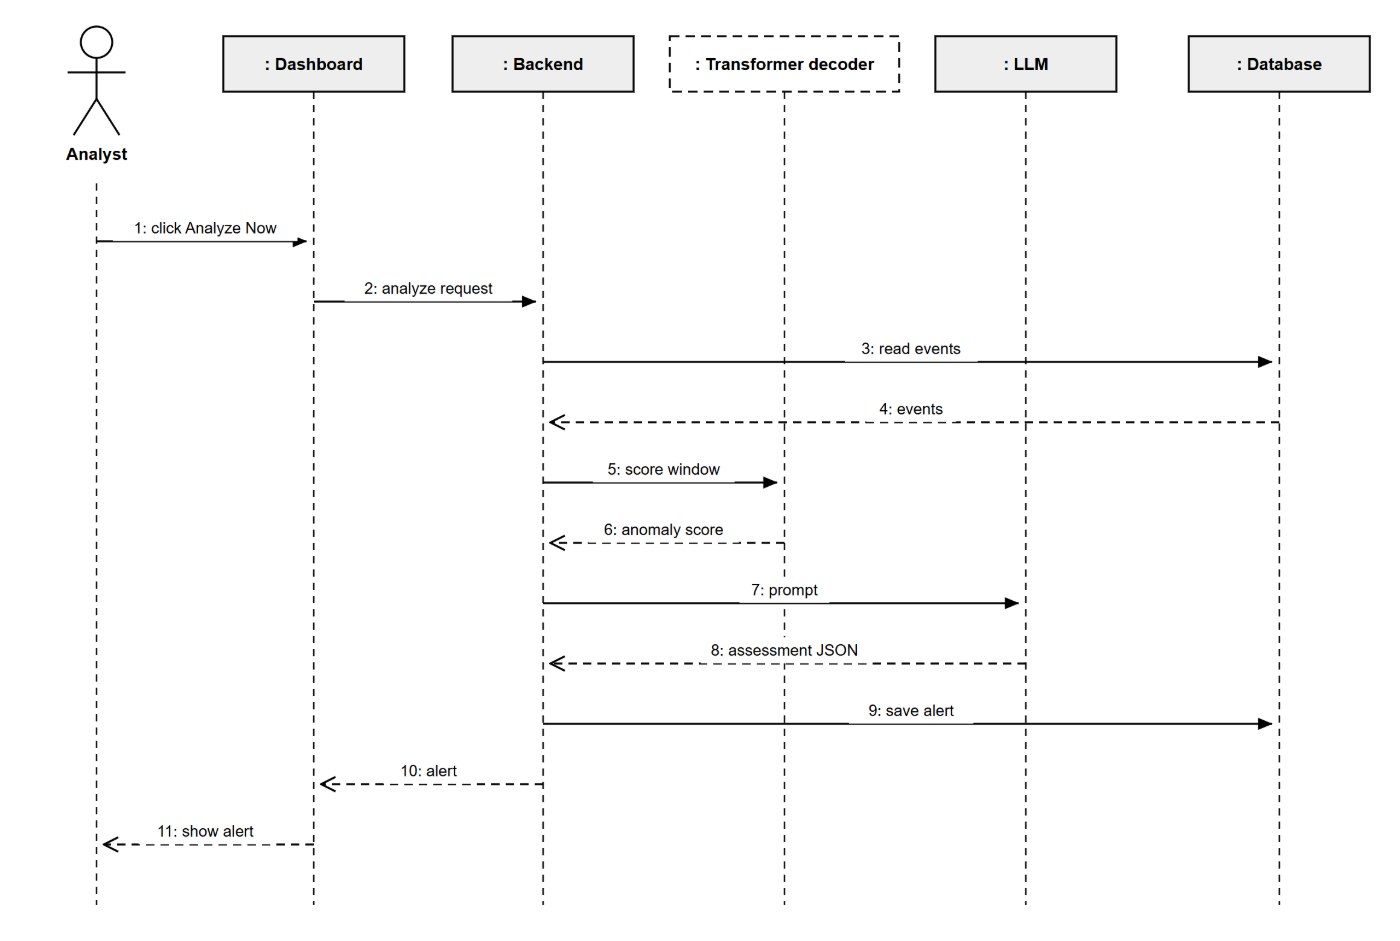 : Dashboard
: Backend
: Transformer decoder
: LLM
: Database
Analyst
1: click Analyze Now
2: analyze request
3: read events
4: events
5: score window
6: anomaly score
7: prompt
8: assessment JSON
9: save alert
10: alert
11: show alert